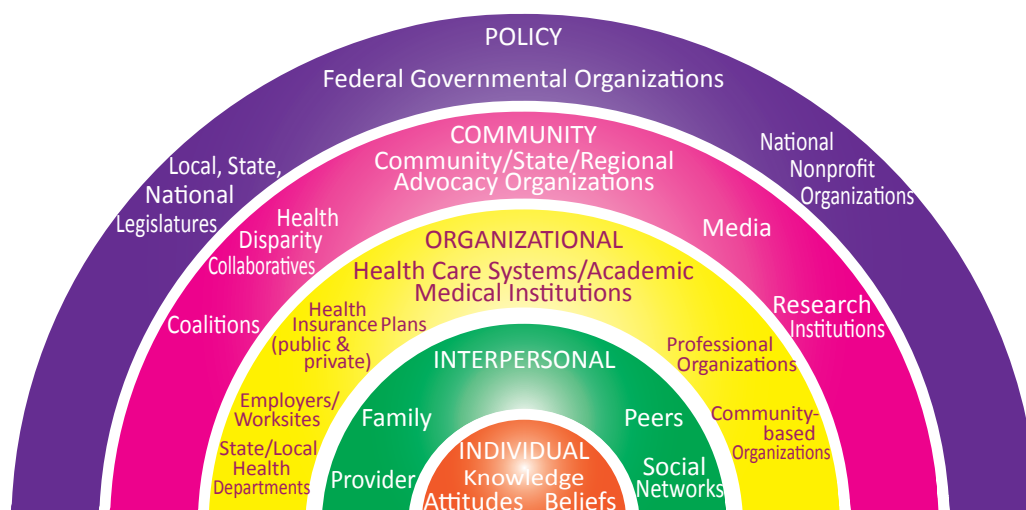 POLICY
Federal Governmental Organizations
Local, State,
National
Legislatures
National
Nonprofit
Organizations
COMMUNITY
Community/State/Regional
Advocacy Organizations
Health
Disparity
Collaboratives
Coalitions
Media
Research
Institutions
ORGANIZATIONAL
Health Care Systems/Academic
Medical Institutions
Health
Insurance Plans
(public &
private)
Employers/
Worksites
State/Local
Health
Departments
Professional
Organizations
Community-
based
Organizations
INTERPERSONAL
Family
Peers
Provider
Social
Networks
INDIVIDUAL
Knowledge
Attitudes Beliefs